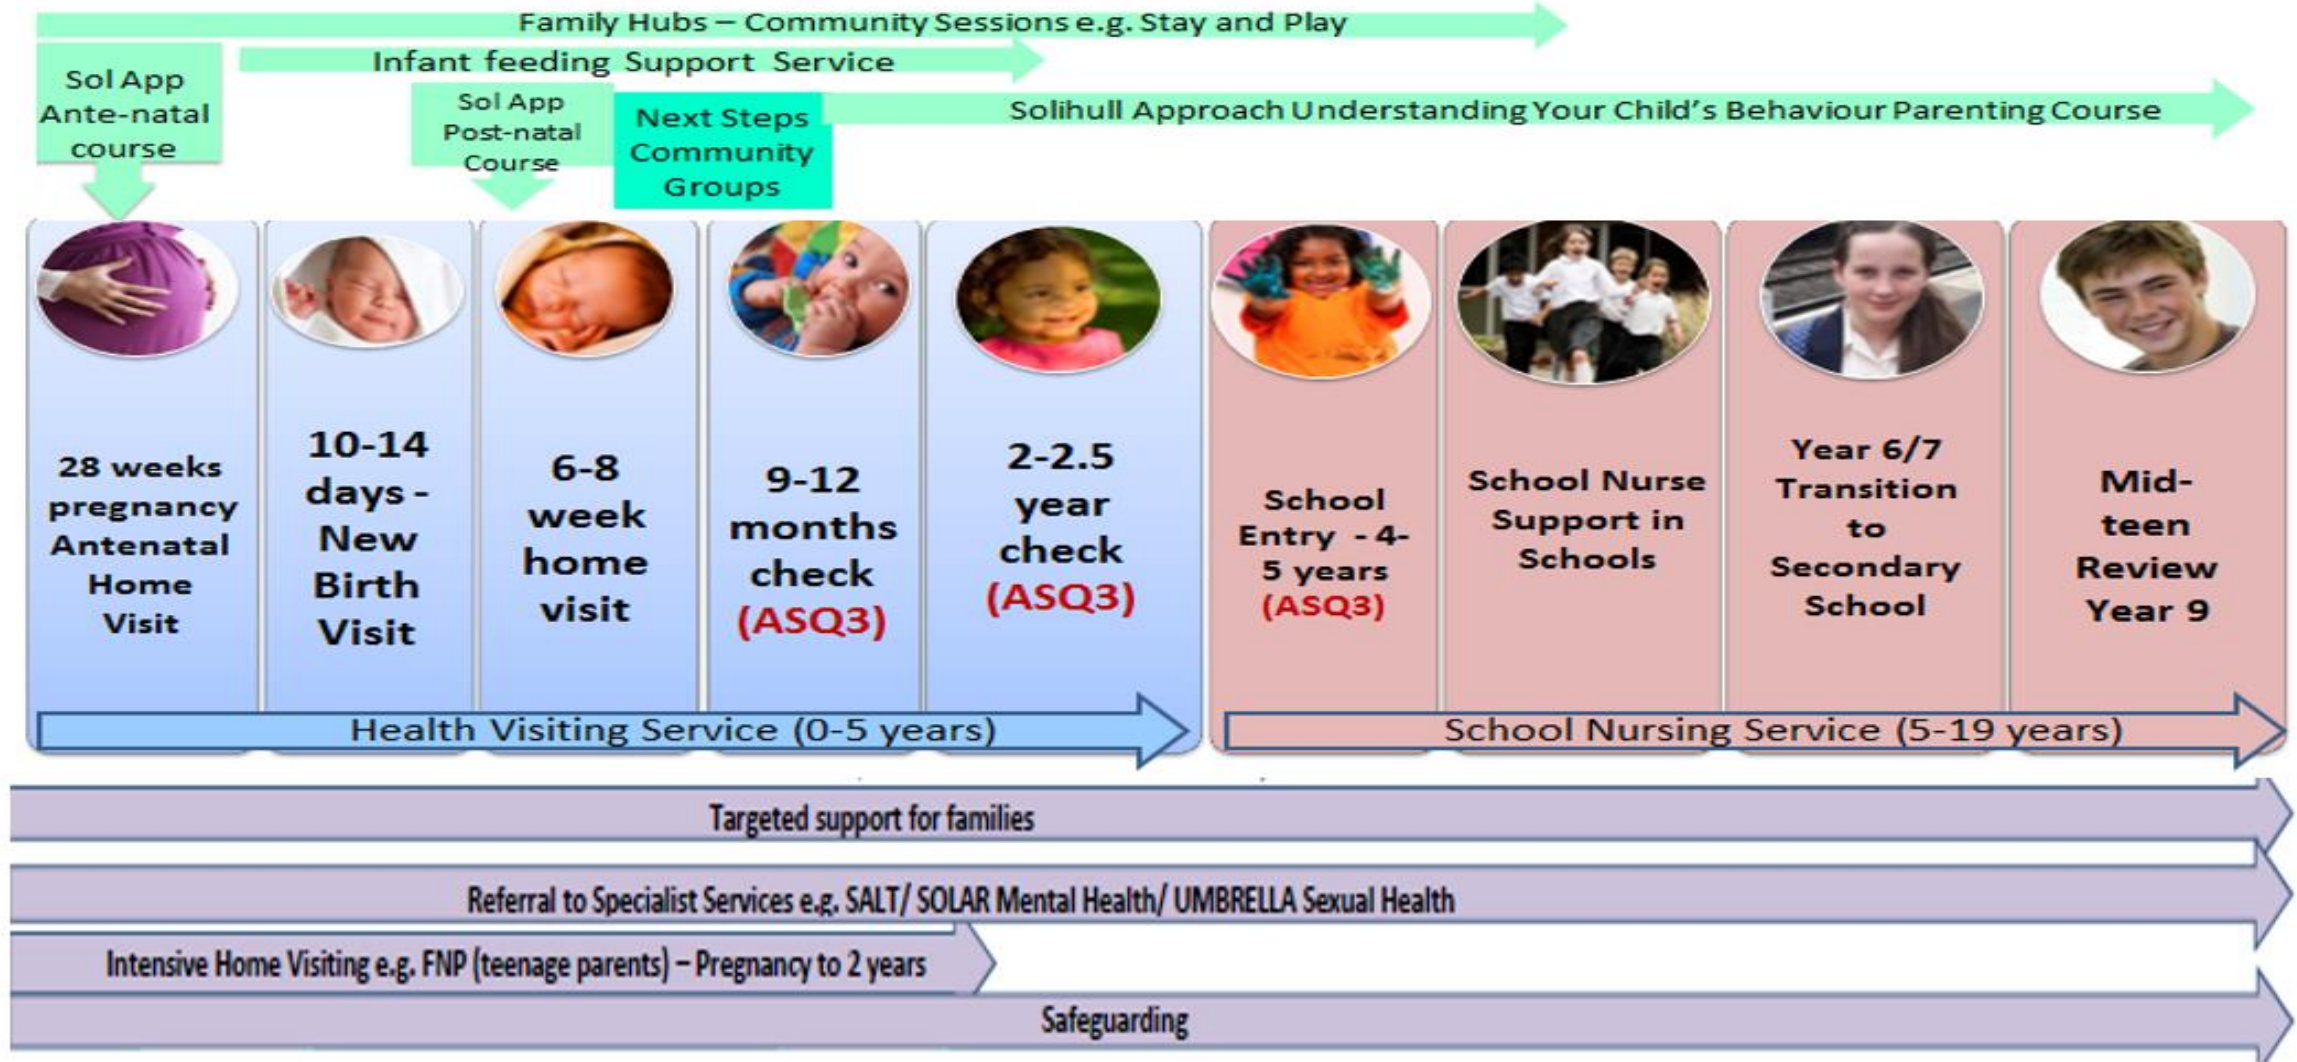 Family Hubs – Community Sessions e.g. Stay and Play
Infant feeding Support Service
Sol App
Ante-natal
course
Sol App
Post-natal
Course
Next Steps
Community
Groups
Solihull Approach Understanding Your Child's Behaviour Parenting Course
28 weeks
pregnancy
Antenatal
Home
Visit
10-14
days -
New
Birth
Visit
6-8
week
home
visit
9-12
months
check
(ASQ3)
2-2.5
year
check
(ASQ3)
School
Entry - 4-
5 years
(ASQ3)
School Nurse
Support in
Schools
Year 6/7
Transition
to
Secondary
School
Mid-
teen
Review
Year 9
Health Visiting Service (0-5 years)
School Nursing Service (5-19 years)
Targeted support for families
Referral to Specialist Services e.g. SALT/ SOLAR Mental Health/ UMBRELLA Sexual Health
Intensive Home Visiting e.g. FNP (teenage parents) – Pregnancy to 2 years
Safeguarding